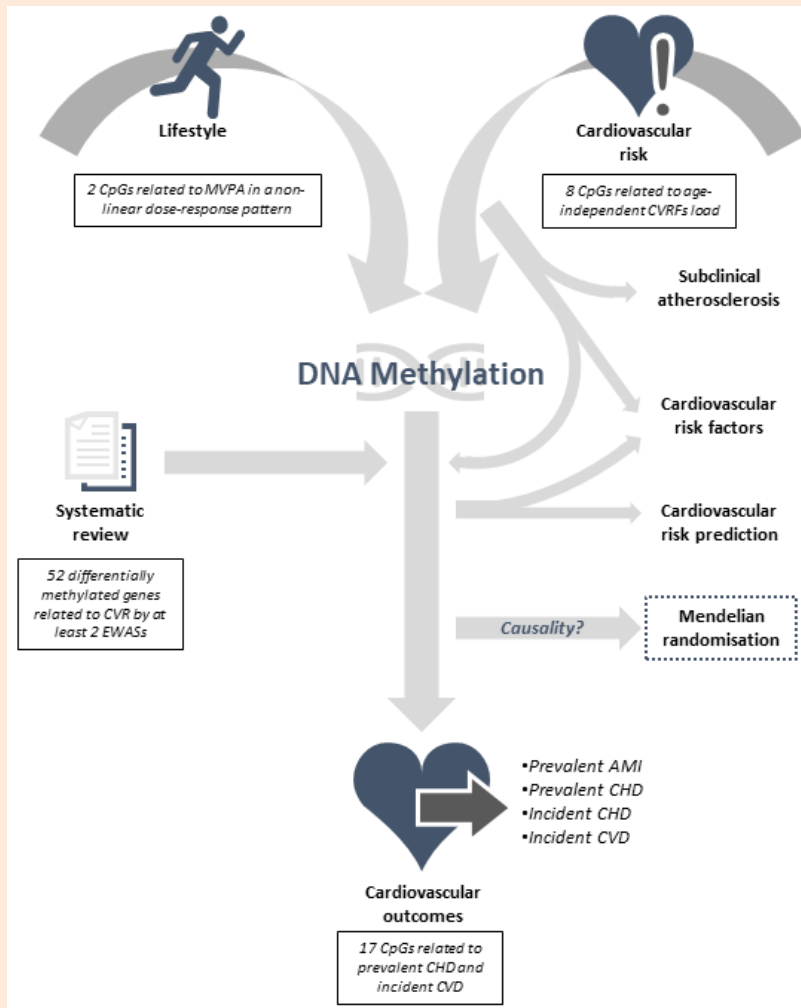 Lifestyle
2 CpGs related to MVPA in a non-
linear dose-response pattern
Cardiovascular
risk
8 CpGs related to age-
independent CVRFs load
Subclinical
atherosclerosis
DNA Methylation
Cardiovascular
risk factors
Systematic
review
52 differentially
methylated genes
related to CVR by at
least 2 EWASs
Cardiovascular
risk prediction
Causality?
Mendelian
randomisation
•Prevalent AMI
•Prevalent CHD
•Incident CHD
•Incident CVD
Cardiovascular
outcomes
17 CpGs related to
prevalent CHD and
incident CVD